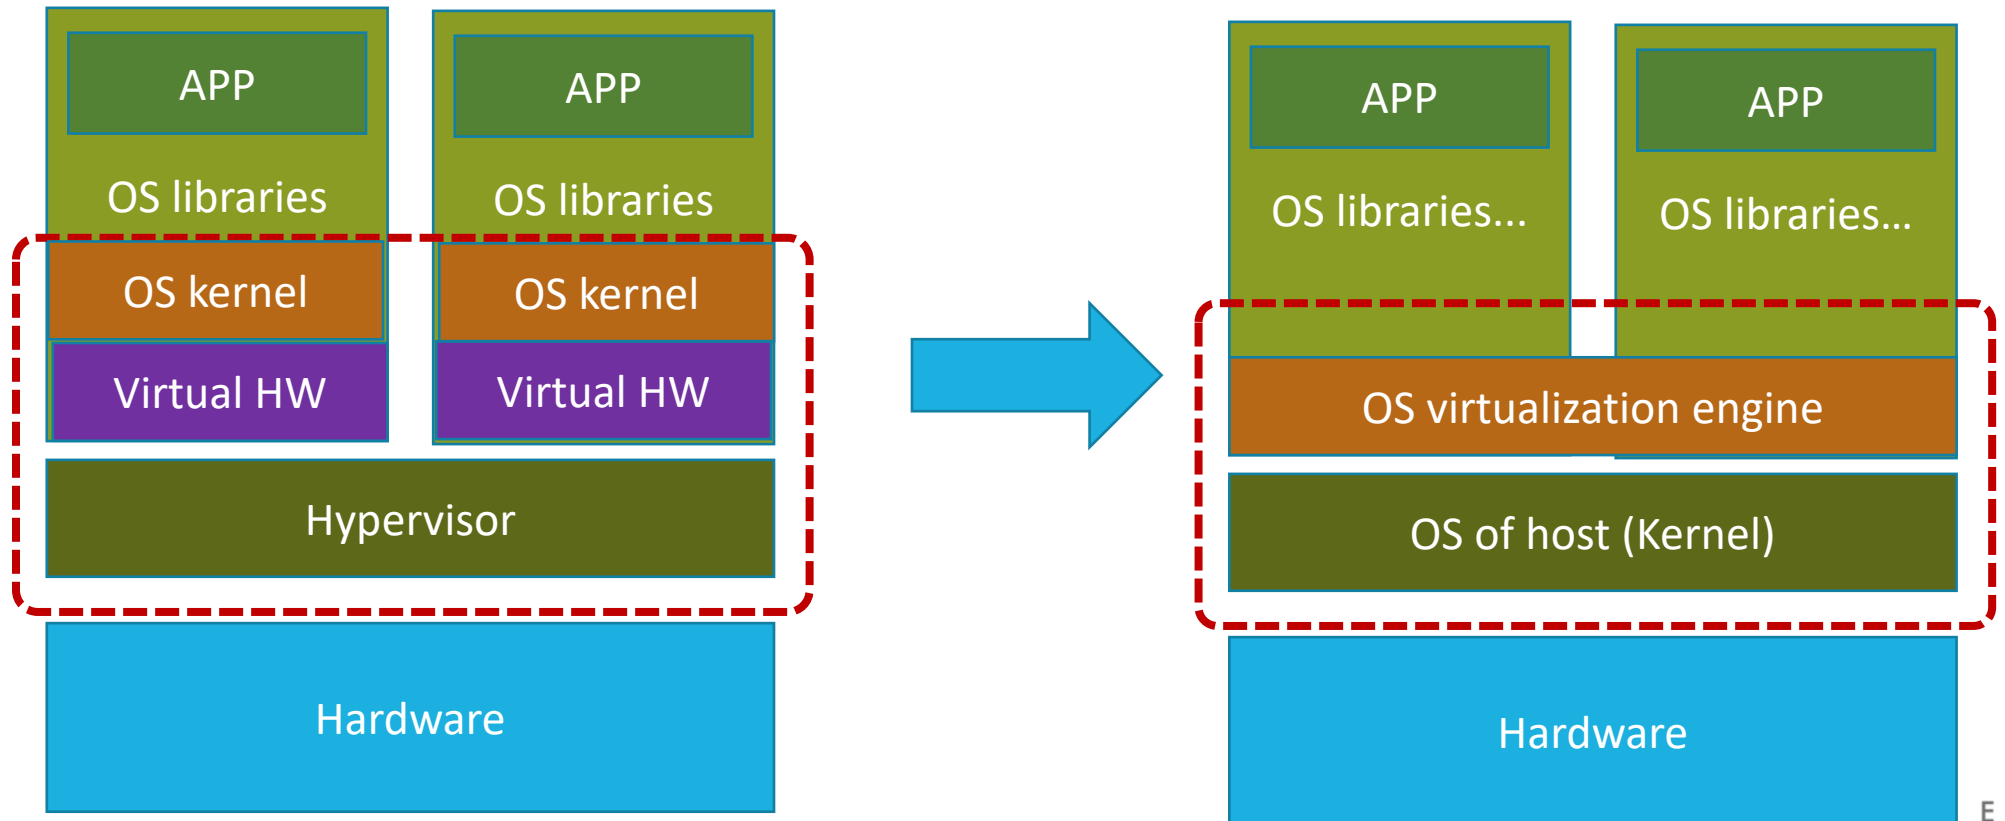 APP
APP
OS libraries
OS libraries
OS kernel
OS kernel
Virtual HW
Virtual HW
Hypervisor
Hardware
APP
APP
OS libraries...
OS libraries...
OS virtualization engine
OS of host (Kernel)
Hardware
E